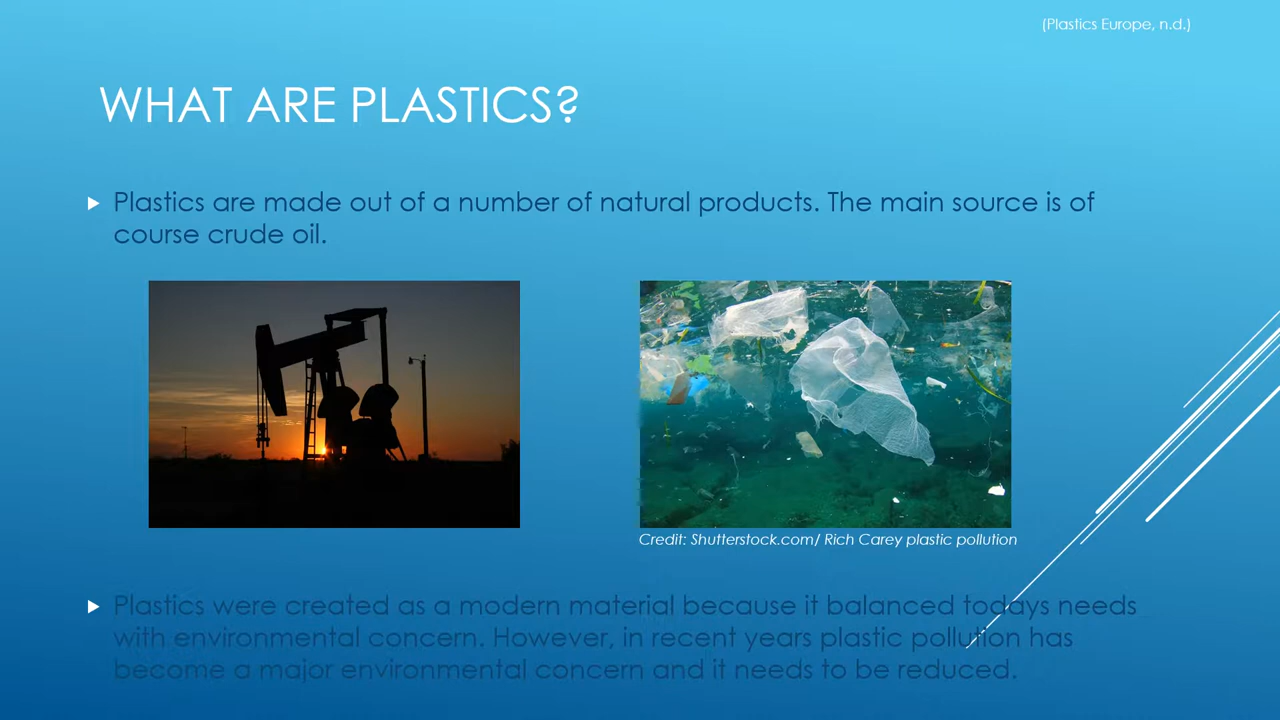 (Plastics Europe, n.d.)
WHAT ARE PLASTICS?
Plastics are made out of a number of natural products. The main source is of
course crude oil.
Credit: Shutterstock.com/ Rich Carey plastic pollution
Plastics were created as a modern material because it balanced todays needs
with environmental concern. However, in recent years plastic pollution has
become a major environmental concern and it needs to be reduced.